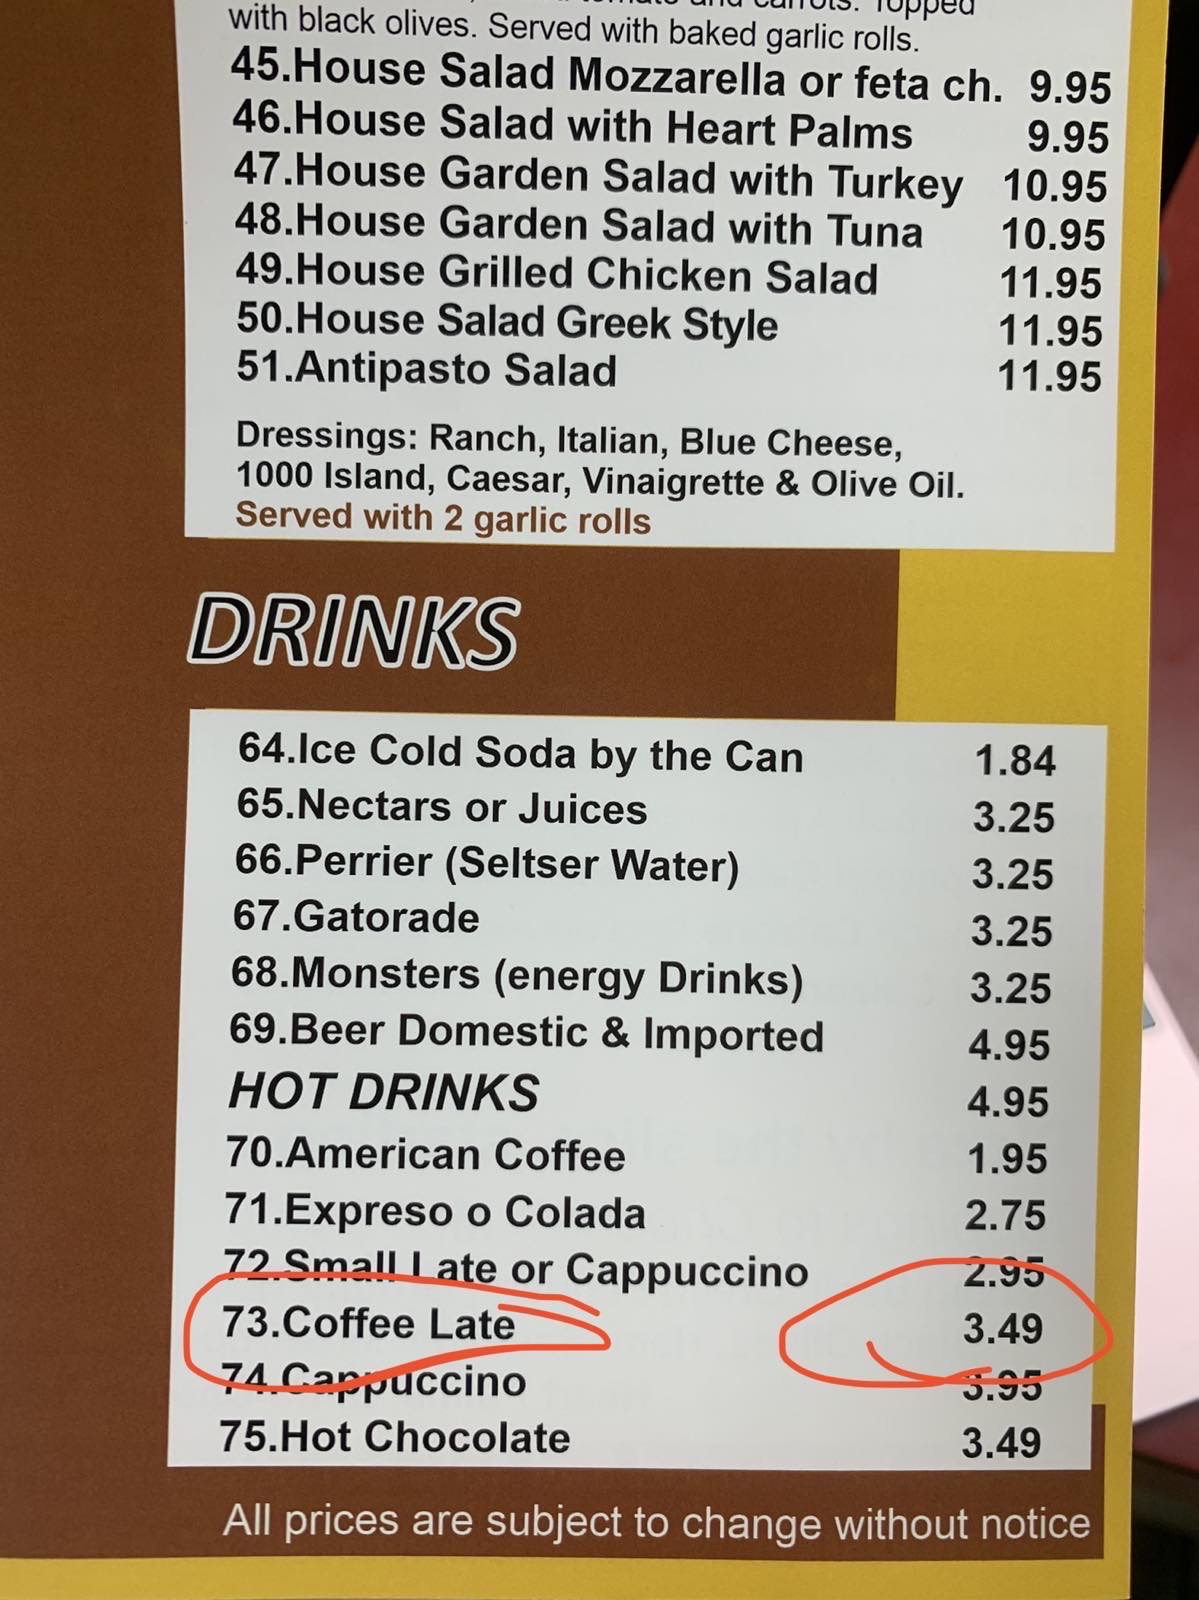 with black olives. Served with baked garlic rolls.
45.House Salad Mozzarella or feta ch. 9.95
46.House Salad with Heart Palms 9.95
47.House Garden Salad with Turkey 10.95
48.House Garden Salad with Tuna 10.95
49.House Grilled Chicken Salad 11.95
50.House Salad Greek Style 11.95
51.Antipasto Salad 11.95
Dressings: Ranch, Italian, Blue Cheese,
1000 Island, Caesar, Vinaigrette & Olive Oil.
Served with 2 garlic rolls
DRINKS
64.Ice Cold Soda by the Can 1.84
65.Nectars or Juices 3.25
66.Perrier (Seltser Water) 3.25
67.Gatorade 3.25
68.Monsters (energy Drinks) 3.25
69.Beer Domestic & Imported 4.95
HOT DRINKS 4.95
70.American Coffee 1.95
71.Expreso o Colada 2.75
72.Small Late or Cappuccino 2.95
73.Coffee Late 3.49
74.Cappuccino 3.95
75.Hot Chocolate 3.49
All prices are subject to change without notice